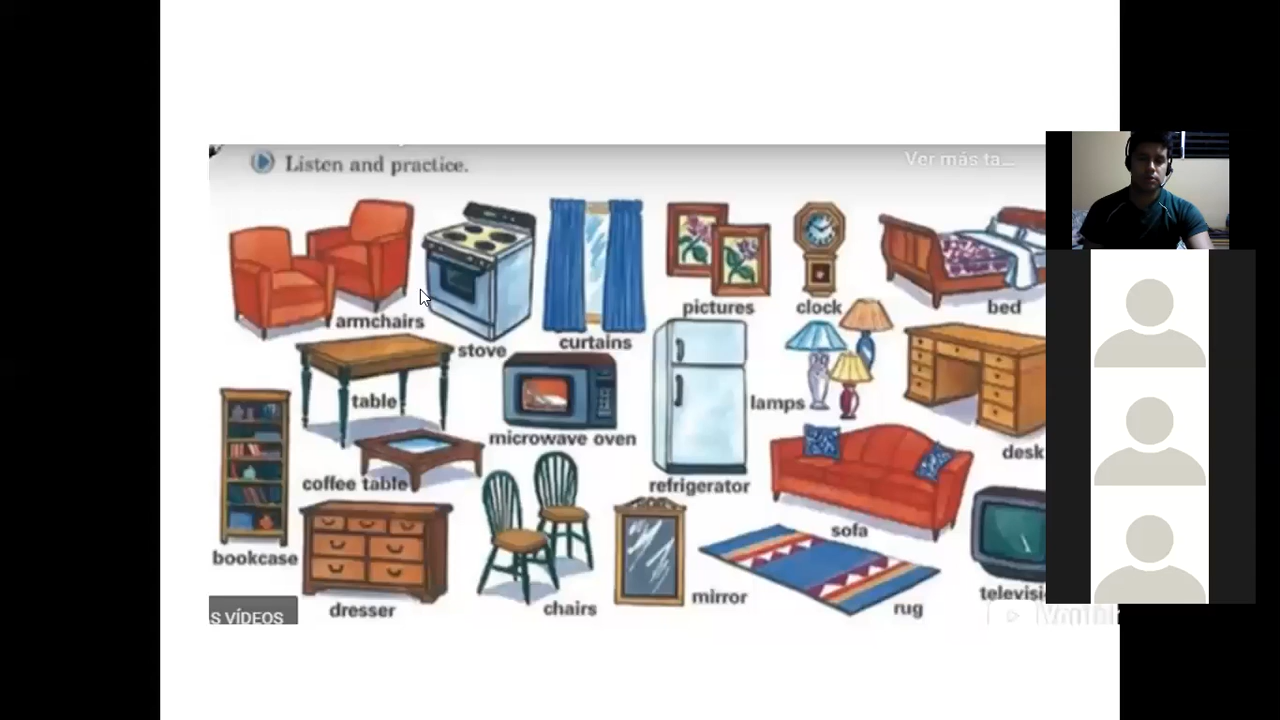 Listen and practice.
Ver más ta...
armchairs
stove
curtains
pictures
clock
bed
table
microwave oven
lamps
desk
coffee table
refrigerator
sofa
bookcase
dresser
chairs
mirror
rug
televisi
S VÍDEOS